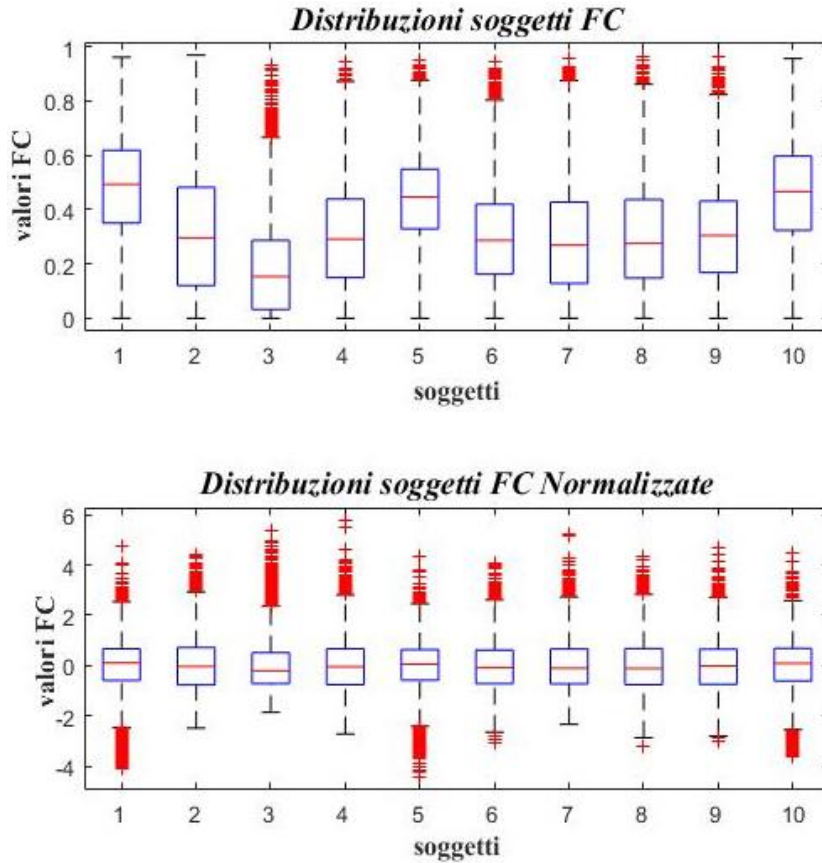 Distribuzioni soggetti FC
valori FC
1
0.8
0.6
0.4
0.2
0
1 2 3 4 5 6 7 8 9 10
soggetti
Distribuzioni soggetti FC Normalizzate
valori FC
6
4
2
0
-2
-4
1 2 3 4 5 6 7 8 9 10
soggetti